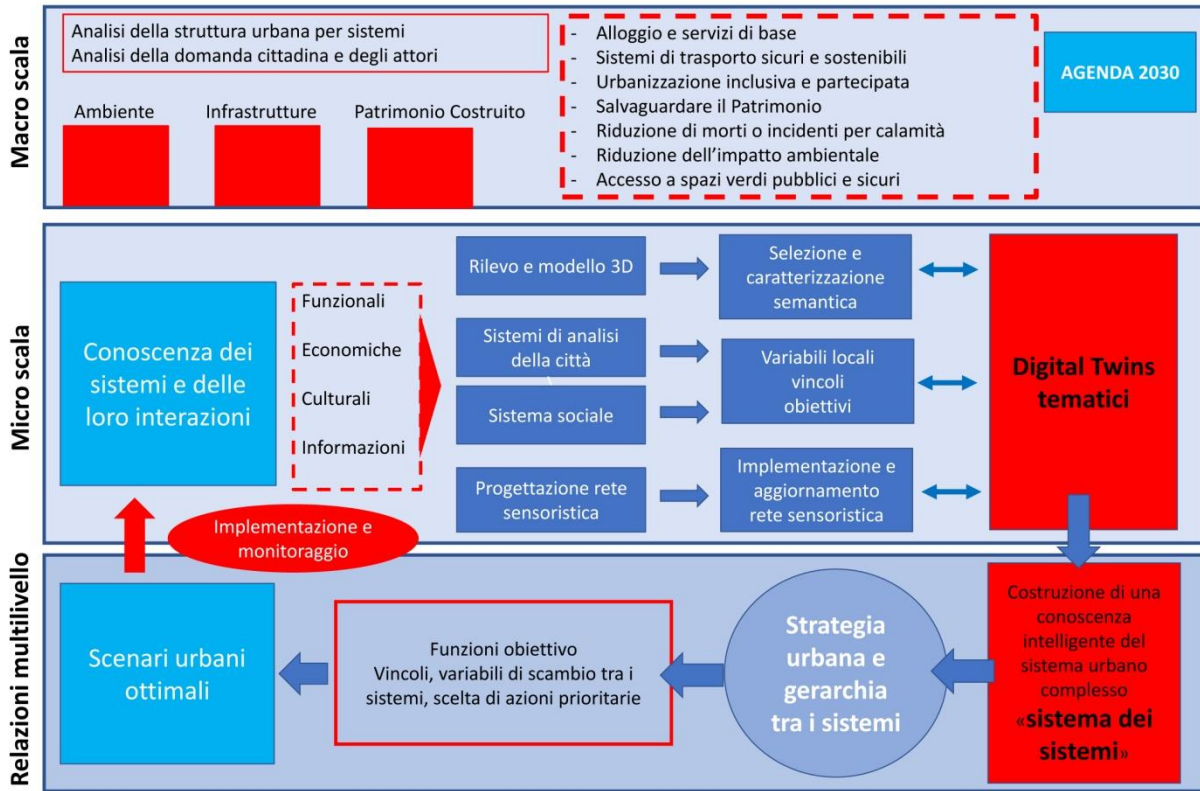 Macro scala
Analisi della struttura urbana per sistemi
Analisi della domanda cittadina e degli attori
Ambiente
Infrastrutture
Patrimonio Costruito
- Alloggio e servizi di base
- Sistemi di trasporto sicuri e sostenibili
- Urbanizzazione inclusiva e partecipata
- Salvaguardare il Patrimonio
- Riduzione di morti o incidenti per calamità
- Riduzione dell'impatto ambientale
- Accesso a spazi verdi pubblici e sicuri
AGENDA 2030
Micro scala
Conoscenza dei
sistemi e delle
loro interazioni
Funzionali
Economiche
Culturali
Informazioni
Rilevo e modello 3D
Sistemi di analisi
della città
Sistema sociale
Progettazione rete
sensoristica
Selezione e
caratterizzazione
semantica
Variabili locali
vincoli
obiettivi
Implementazione e
aggiornamento
rete sensoristica
Digital Twins
tematici
Implementazione e
monitoraggio
Relazioni multilivello
Scenari urbani
ottimali
Funzioni obiettivo
Vincoli, variabili di scambio tra i
sistemi, scelta di azioni prioritarie
Strategia
urbana e
gerarchia
tra i sistemi
Costruzione di una
conoscenza
intelligente del
sistema urbano
complesso
«sistema dei
sistemi»